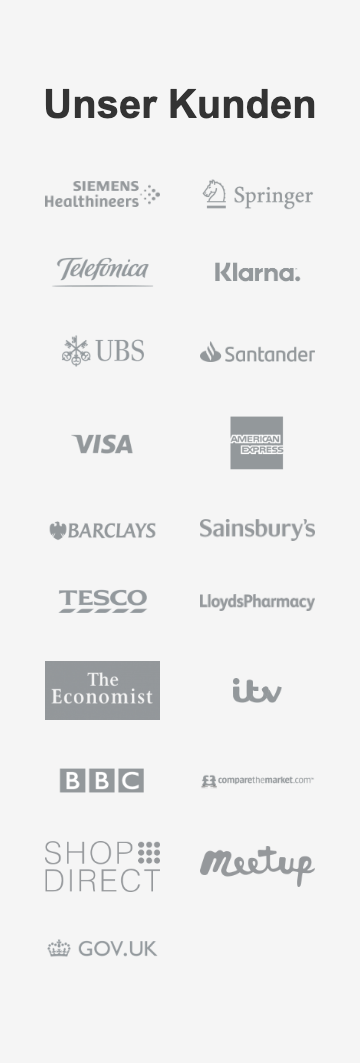 Unser Kunden
SIEMENS
Healthineers
Springer
Telefónica
Klarna.
UBS
Santander
VISA
AMERICAN
EXPRESS
BARCLAYS
Sainsbury's
TESCO
LloydsPharmacy
The
Economist
itv
BBC
comparethemarket.com
SHOP
DIRECT
meetup
GOV.UK